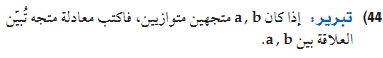 44) تبرير: إذا كان a , b متجهين متوازيين، فاكتب معادلة متجه تُبيّن
العلاقة بين a , b.